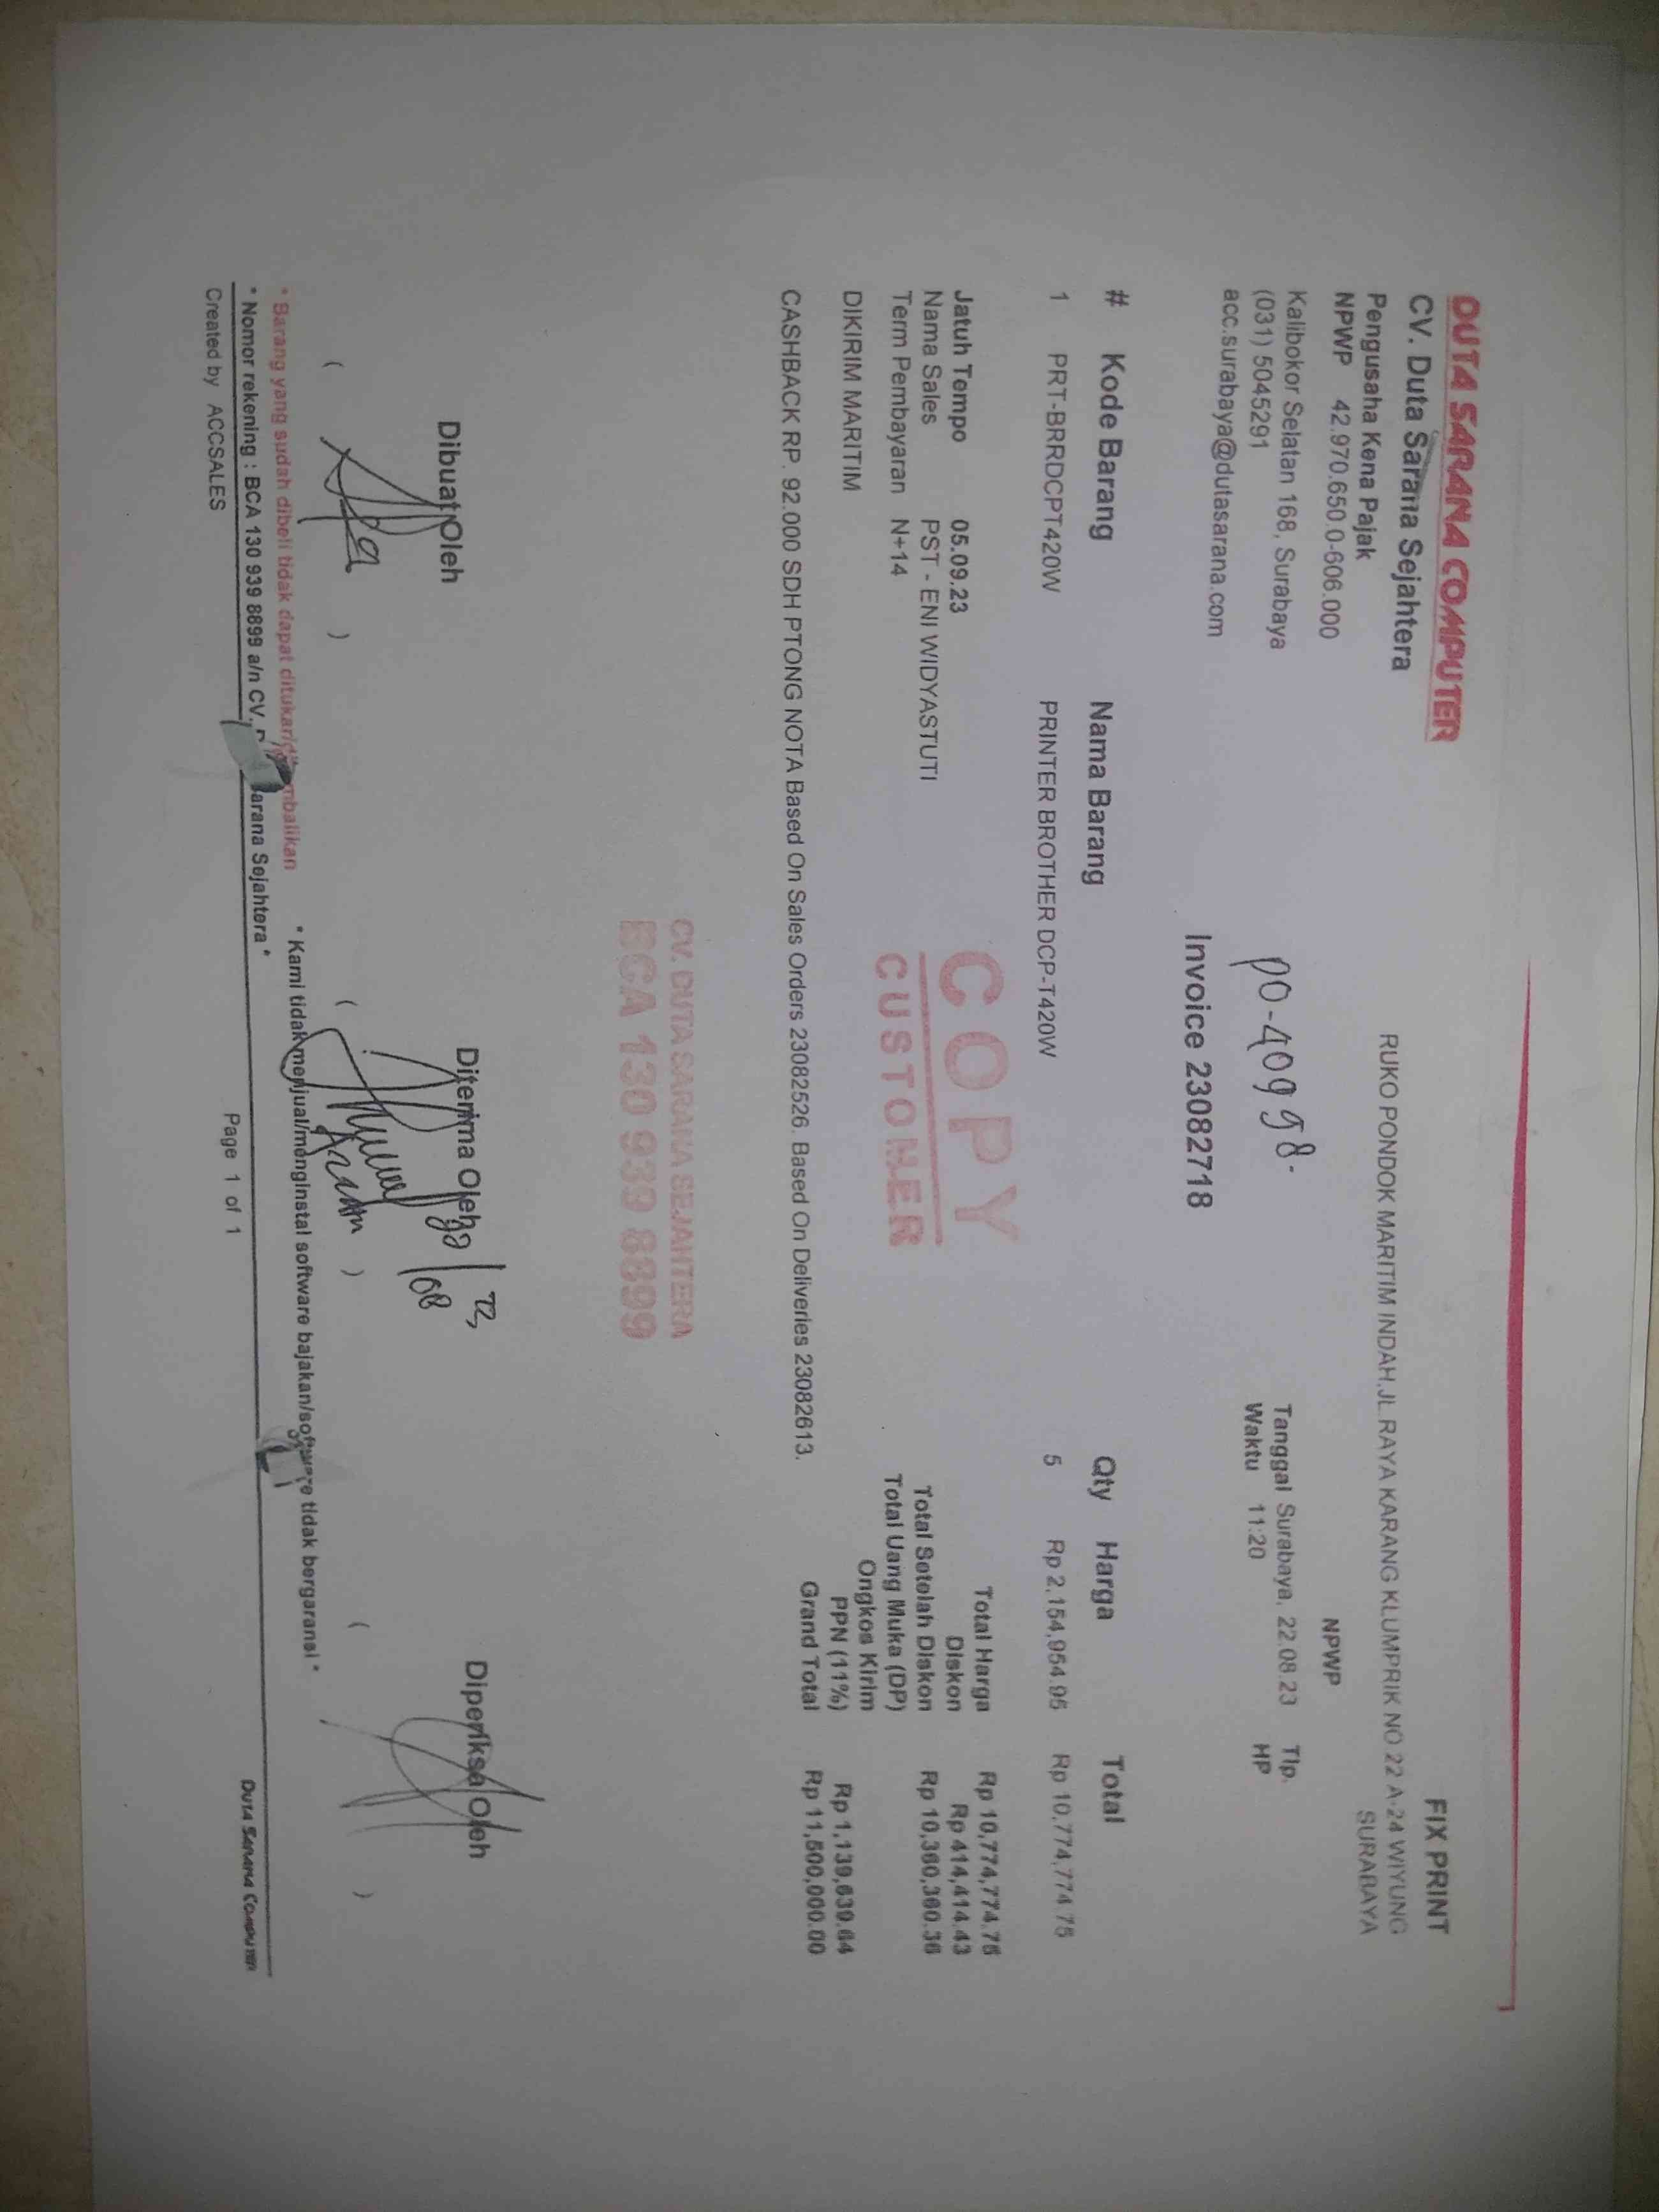 DUTA SARANA COMPUTER
CV. Duta Sarana Sejahtera
Pengusaha Kena Pajak
NPWP 42.970.650.0-606.000
Kalibokor Selatan 168, Surabaya
(031) 5045291
acc.surabaya@dutasarana.com
FIX PRINT
RUKO PONDOK MARITIM INDAH,JL.RAYA KARANG KLUMPRIK NO 22 A-24 WIYUNG
SURABAYA
NPWP
Tanggal Surabaya, 22.08.23 Tlp.
Waktu 11:20 HP
PO-40998-
Invoice 23082718
# Kode Barang Nama Barang Qty Harga Total
1 PRT-BRRDCPT420W PRINTER BROTHER DCP-T420W 5 Rp 2,154,954.95 Rp 10,774,774.75
Jatuh Tempo 05.09.23
Nama Sales PST - ENI WIDYASTUTI
Term Pembayaran N+14
DIKIRIM MARITIM
CASHBACK RP. 92.000 SDH PTONG NOTA Based On Sales Orders 23082526. Based On Deliveries 23082613.
COPY
CUSTOMER
Total Harga Rp 10,774,774.75
Diskon Rp 414,414.43
Total Setelah Diskon Rp 10,360,360.36
Total Uang Muka (DP)
Ongkos Kirim
PPN (11%) Rp 1,139,639.64
Grand Total Rp 11,500,000.00
CV. DUTA SARANA SEJAHTERA
BCA 130 939 8899
Dibuat Oleh Diterima Oleh Diperiksa Oleh
( ) ( Azam ) ( )
* Barang yang sudah dibeli tidak dapat ditukar * Kami tidak menjual/menginstal software bajakan/software tidak bergaransi *
* Nomor rekening : BCA 130 939 8899 a/n CV. Sarana Sejahtera *
Created by ACCSALES Page 1 of 1 DUTA SARANA COMPUTER